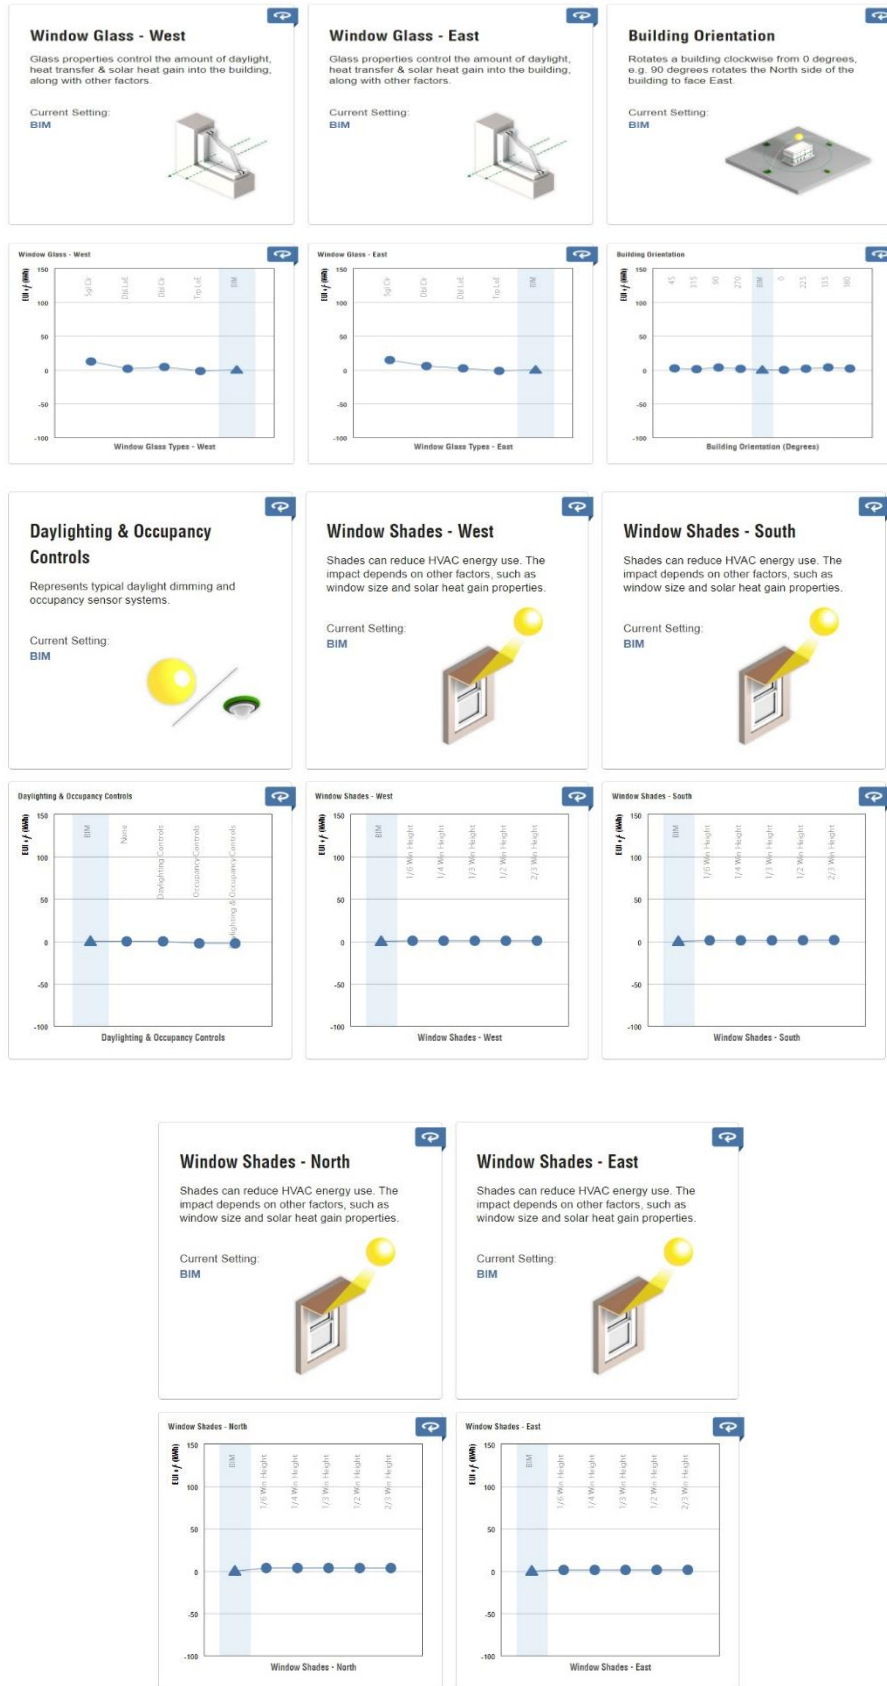 Window Glass - West
Glass properties control the amount of daylight,
heat transfer & solar heat gain into the building,
along with other factors.
Current Setting:
BIM
Window Glass - East
Glass properties control the amount of daylight,
heat transfer & solar heat gain into the building,
along with other factors.
Current Setting:
BIM
Building Orientation
Rotates a building clockwise from 0 degrees,
e.g. 90 degrees rotates the North side of the
building to face East.
Current Setting:
BIM
Window Glass - West
150
100
50
0
-50
-100
Sgl Clr
Dbl LoE
Dbl Clr
Trp LoE
BIM
Window Glass Types - West
Window Glass - East
150
100
50
0
-50
-100
Sgl Clr
Dbl Clr
Dbl LoE
Trp LoE
BIM
Window Glass Types - East
Building Orientation
150
100
50
0
-50
-100
45
315
90
270
BIM
0
225
135
180
Building Orientation (Degrees)
Daylighting & Occupancy
Controls
Represents typical daylight dimming and
occupancy sensor systems.
Current Setting:
BIM
Window Shades - West
Shades can reduce HVAC energy use. The
impact depends on other factors, such as
window size and solar heat gain properties.
Current Setting:
BIM
Window Shades - South
Shades can reduce HVAC energy use. The
impact depends on other factors, such as
window size and solar heat gain properties.
Current Setting:
BIM
Daylighting & Occupancy Controls
150
100
50
0
-50
-100
BIM
None
Daylighting Controls
Occupancy Controls
& Occupancy Controls
Daylighting & Occupancy Controls
Window Shades - West
150
100
50
0
-50
-100
BIM
1/6 Win Height
1/4 Win Height
1/3 Win Height
1/2 Win Height
2/3 Win Height
Window Shades - West
Window Shades - South
150
100
50
0
-50
-100
BIM
1/6 Win Height
1/4 Win Height
1/3 Win Height
1/2 Win Height
2/3 Win Height
Window Shades - South
Window Shades - North
Shades can reduce HVAC energy use. The
impact depends on other factors, such as
window size and solar heat gain properties.
Current Setting:
BIM
Window Shades - East
Shades can reduce HVAC energy use. The
impact depends on other factors, such as
window size and solar heat gain properties.
Current Setting:
BIM
Window Shades - North
150
100
50
0
-50
-100
BIM
1/6 Win Height
1/4 Win Height
1/3 Win Height
1/2 Win Height
2/3 Win Height
Window Shades - North
Window Shades - East
150
100
50
0
-50
-100
BIM
1/6 Win Height
1/4 Win Height
1/3 Win Height
1/2 Win Height
2/3 Win Height
Window Shades - East